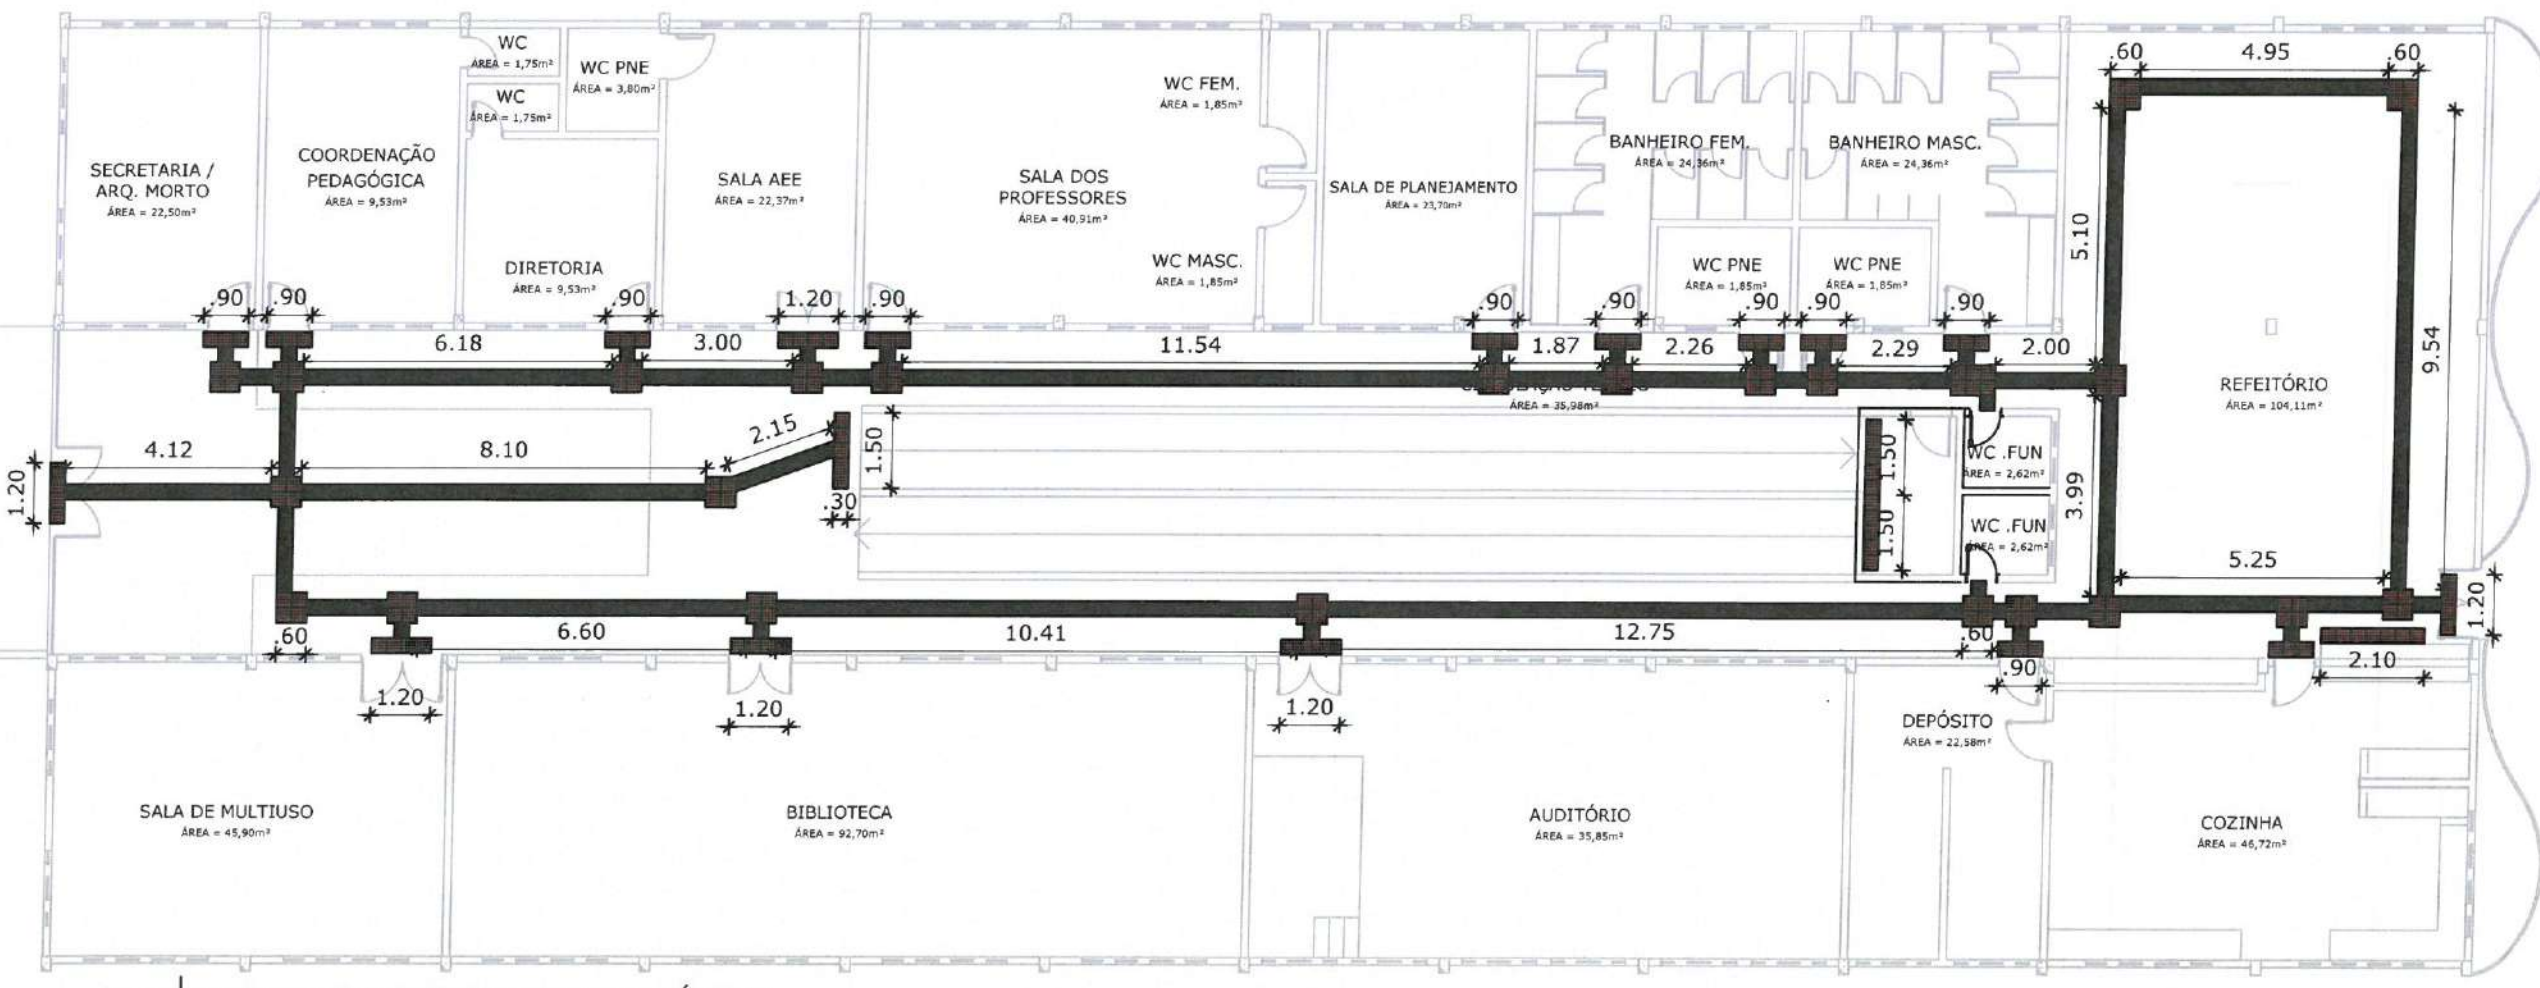 WC
ÁREA = 1,75m²
WC PNE
ÁREA = 3,80m²
WC
ÁREA = 1,75m²
WC FEM.
ÁREA = 1,85m²
.60
4.95
.60
SECRETARIA /
ARQ. MORTO
ÁREA = 22,50m²
COORDENAÇÃO
PEDAGÓGICA
ÁREA = 9,53m²
SALA AEE
ÁREA = 22,37m²
SALA DOS
PROFESSORES
ÁREA = 40,91m²
SALA DE PLANEJAMENTO
ÁREA = 23,70m²
BANHEIRO FEM.
ÁREA = 24,36m²
BANHEIRO MASC.
ÁREA = 24,36m²
5.10
DIRETORIA
ÁREA = 9,53m²
WC MASC.
ÁREA = 1,85m²
WC PNE
ÁREA = 1,85m²
WC PNE
ÁREA = 1,85m²
.90
.90
.90
1.20
.90
.90
.90
.90
.90
.90
6.18
3.00
11.54
1.87
2.26
2.29
2.00
9.54
REFEITÓRIO
ÁREA = 104,11m²
ÁREA = 35,98m²
1.20
4.12
8.10
2.15
1.50
.30
1.50
1.50
WC .FUN
ÁREA = 2,62m²
WC .FUN
ÁREA = 2,62m²
3.99
5.25
1.20
.60
6.60
10.41
12.75
.60
.90
2.10
1.20
1.20
1.20
DEPÓSITO
ÁREA = 22,58m²
SALA DE MULTIUSO
ÁREA = 45,90m²
BIBLIOTECA
ÁREA = 92,70m²
AUDITÓRIO
ÁREA = 35,85m²
COZINHA
ÁREA = 46,72m²